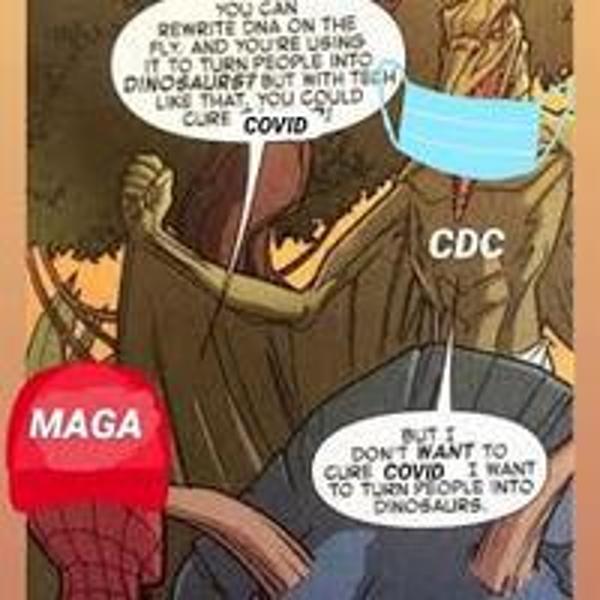 YOU CAN
REWRITE DNA ON THE
FLY, AND YOU'RE USING
IT TO TURN PEOPLE INTO
DINOSAURS? BUT WITH TECH
LIKE THAT, YOU COULD
CURE COVID!
CDC
MAGA
BUT I
DON'T WANT TO
CURE COVID I WANT
TO TURN PEOPLE INTO
DINOSAURS.